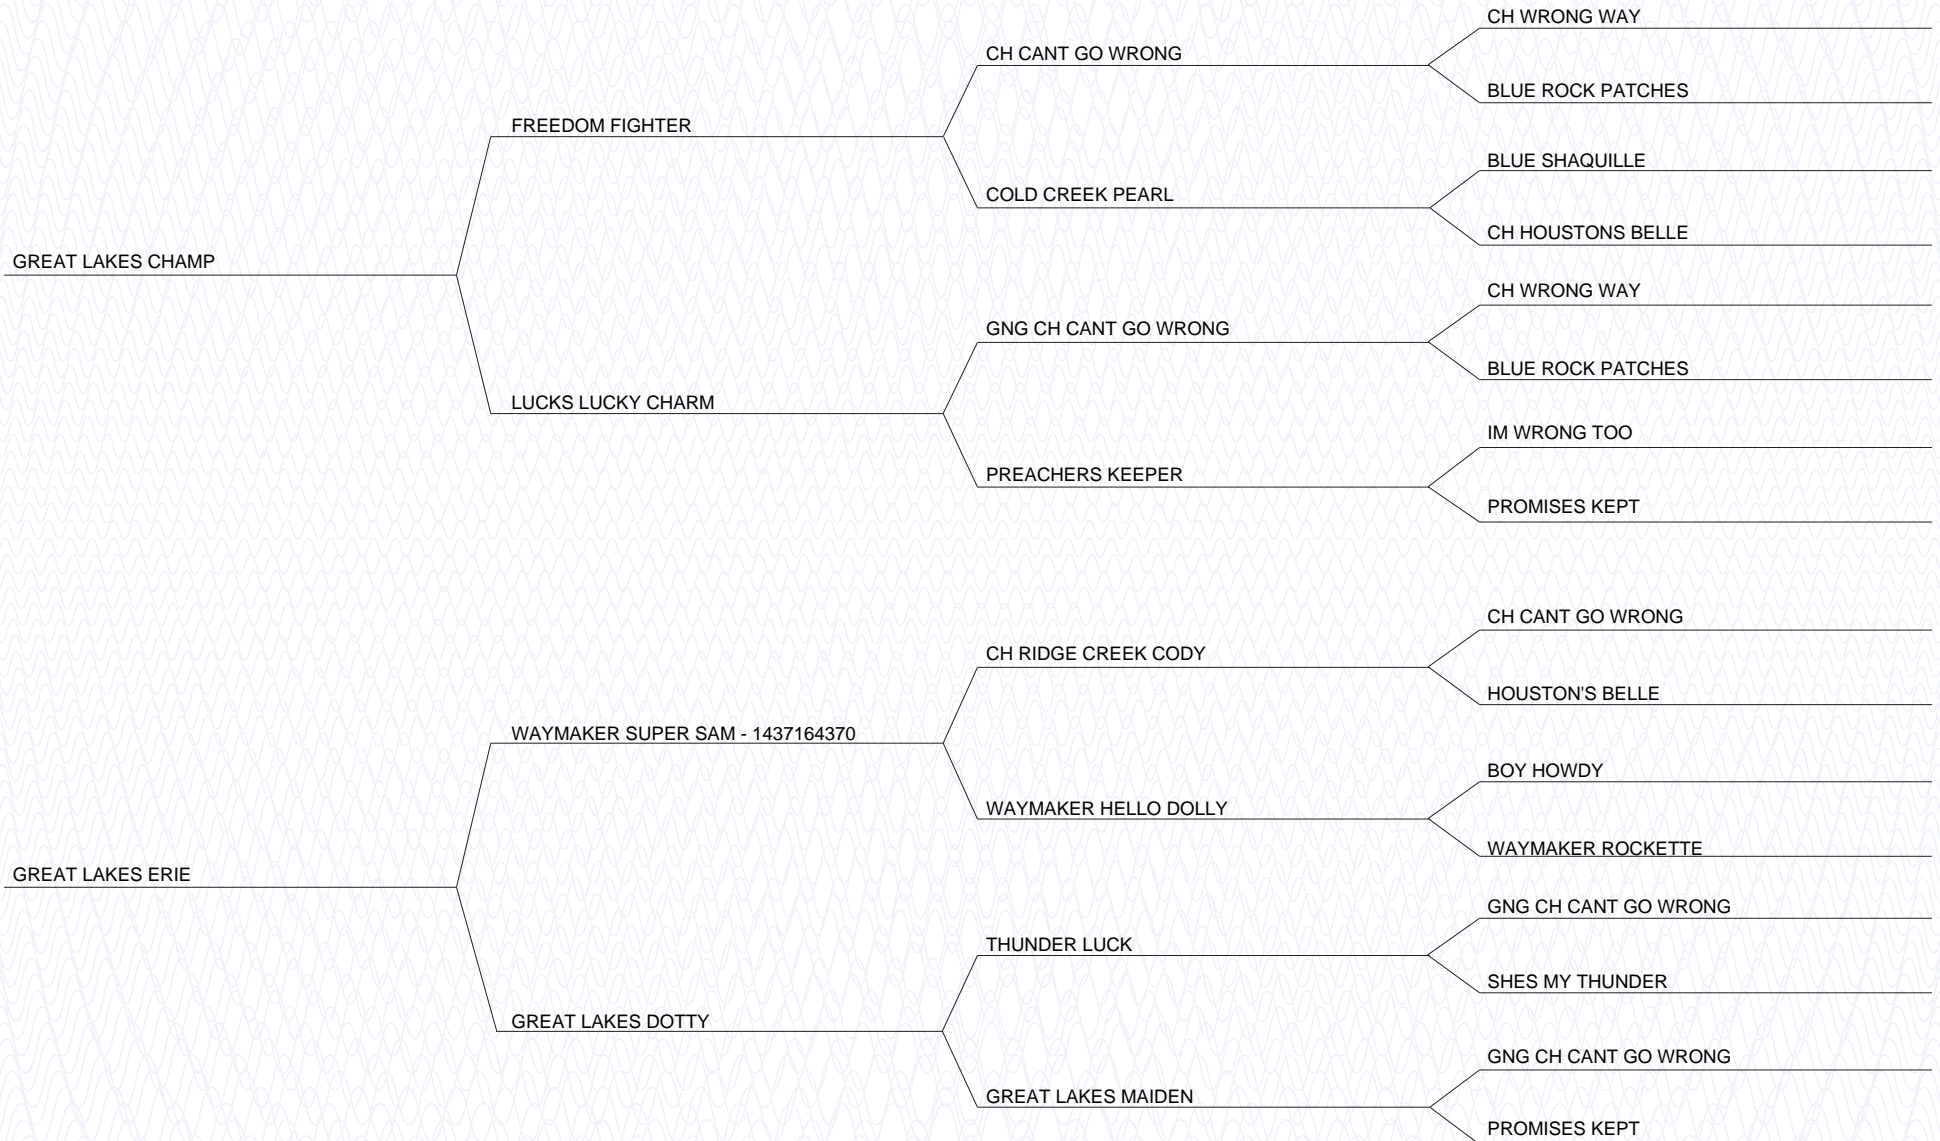 CH WRONG WAY
CH CANT GO WRONG
BLUE ROCK PATCHES
FREEDOM FIGHTER
BLUE SHAQUILLE
COLD CREEK PEARL
CH HOUSTONS BELLE
GREAT LAKES CHAMP
CH WRONG WAY
GNG CH CANT GO WRONG
BLUE ROCK PATCHES
LUCKS LUCKY CHARM
IM WRONG TOO
PREACHERS KEEPER
PROMISES KEPT
CH CANT GO WRONG
CH RIDGE CREEK CODY
HOUSTON'S BELLE
WAYMAKER SUPER SAM - 1437164370
BOY HOWDY
WAYMAKER HELLO DOLLY
WAYMAKER ROCKETTE
GREAT LAKES ERIE
GNG CH CANT GO WRONG
THUNDER LUCK
SHES MY THUNDER
GREAT LAKES DOTTY
GNG CH CANT GO WRONG
GREAT LAKES MAIDEN
PROMISES KEPT